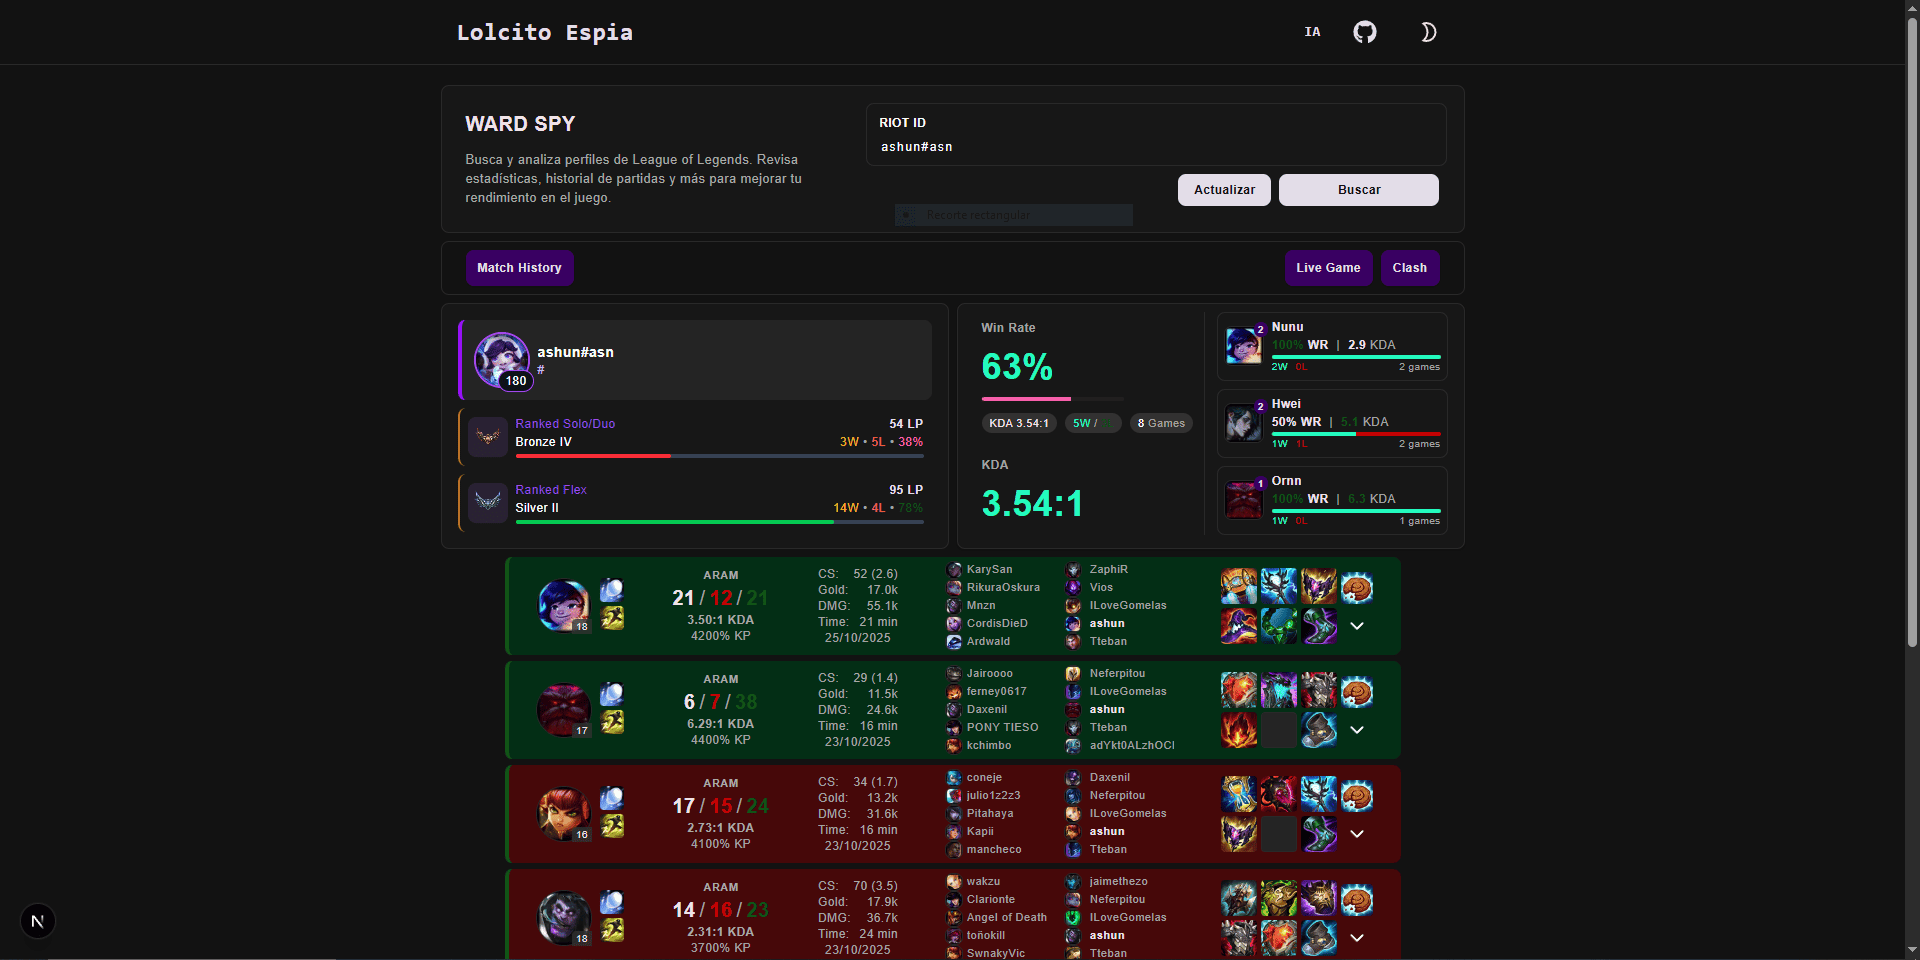 Lolcito Espia
IA
WARD SPY
Busca y analiza perfiles de League of Legends. Revisa
estadísticas, historial de partidas y más para mejorar tu
rendimiento en el juego.
RIOT ID
ashun#asn
Actualizar
Buscar
Recorte rectangular
Match History
Live Game
Clash
180
ashun#asn
#
Ranked Solo/Duo
54 LP
Bronze IV
3W • 5L • 38%
Ranked Flex
95 LP
Silver II
14W • 4L • 78%
Win Rate
63%
KDA 3.54:1
5W /
8 Games
KDA
3.54:1
2
Nunu
100% WR | 2.9 KDA
2W 0L
2 games
2
Hwei
50% WR | 5.1 KDA
1W 1L
2 games
1
Ornn
100% WR | 6.3 KDA
1W 0L
1 games
18
ARAM
21 / 12 / 21
3.50:1 KDA
4200% KP
CS: 52 (2.6)
Gold: 17.0k
DMG: 55.1k
Time: 21 min
25/10/2025
KarySan
RikuraOskura
Mnzn
CordisDieD
Ardwald
ZaphiR
Vios
ILoveGomelas
ashun
Tteban
17
ARAM
6 / 7 / 38
6.29:1 KDA
4400% KP
CS: 29 (1.4)
Gold: 11.5k
DMG: 24.6k
Time: 16 min
23/10/2025
Jairoooo
ferney0617
Daxenil
PONY TIESO
kchimbo
Neferpitou
ILoveGomelas
ashun
Tteban
16
ARAM
17 / 15 / 24
2.73:1 KDA
4100% KP
CS: 34 (1.7)
Gold: 13.2k
DMG: 31.6k
Time: 16 min
23/10/2025
coneje
julio1z2z3
Pitahaya
Kapii
mancheco
Daxenil
Neferpitou
ILoveGomelas
ashun
Tteban
18
ARAM
14 / 16 / 23
2.31:1 KDA
3700% KP
CS: 70 (3.5)
Gold: 17.9k
DMG: 36.7k
Time: 24 min
23/10/2025
wakzu
Clarionte
Angel of Death
toñokill
SwnakyVic
jaimethezo
Neferpitou
ILoveGomelas
ashun
Tteban
N